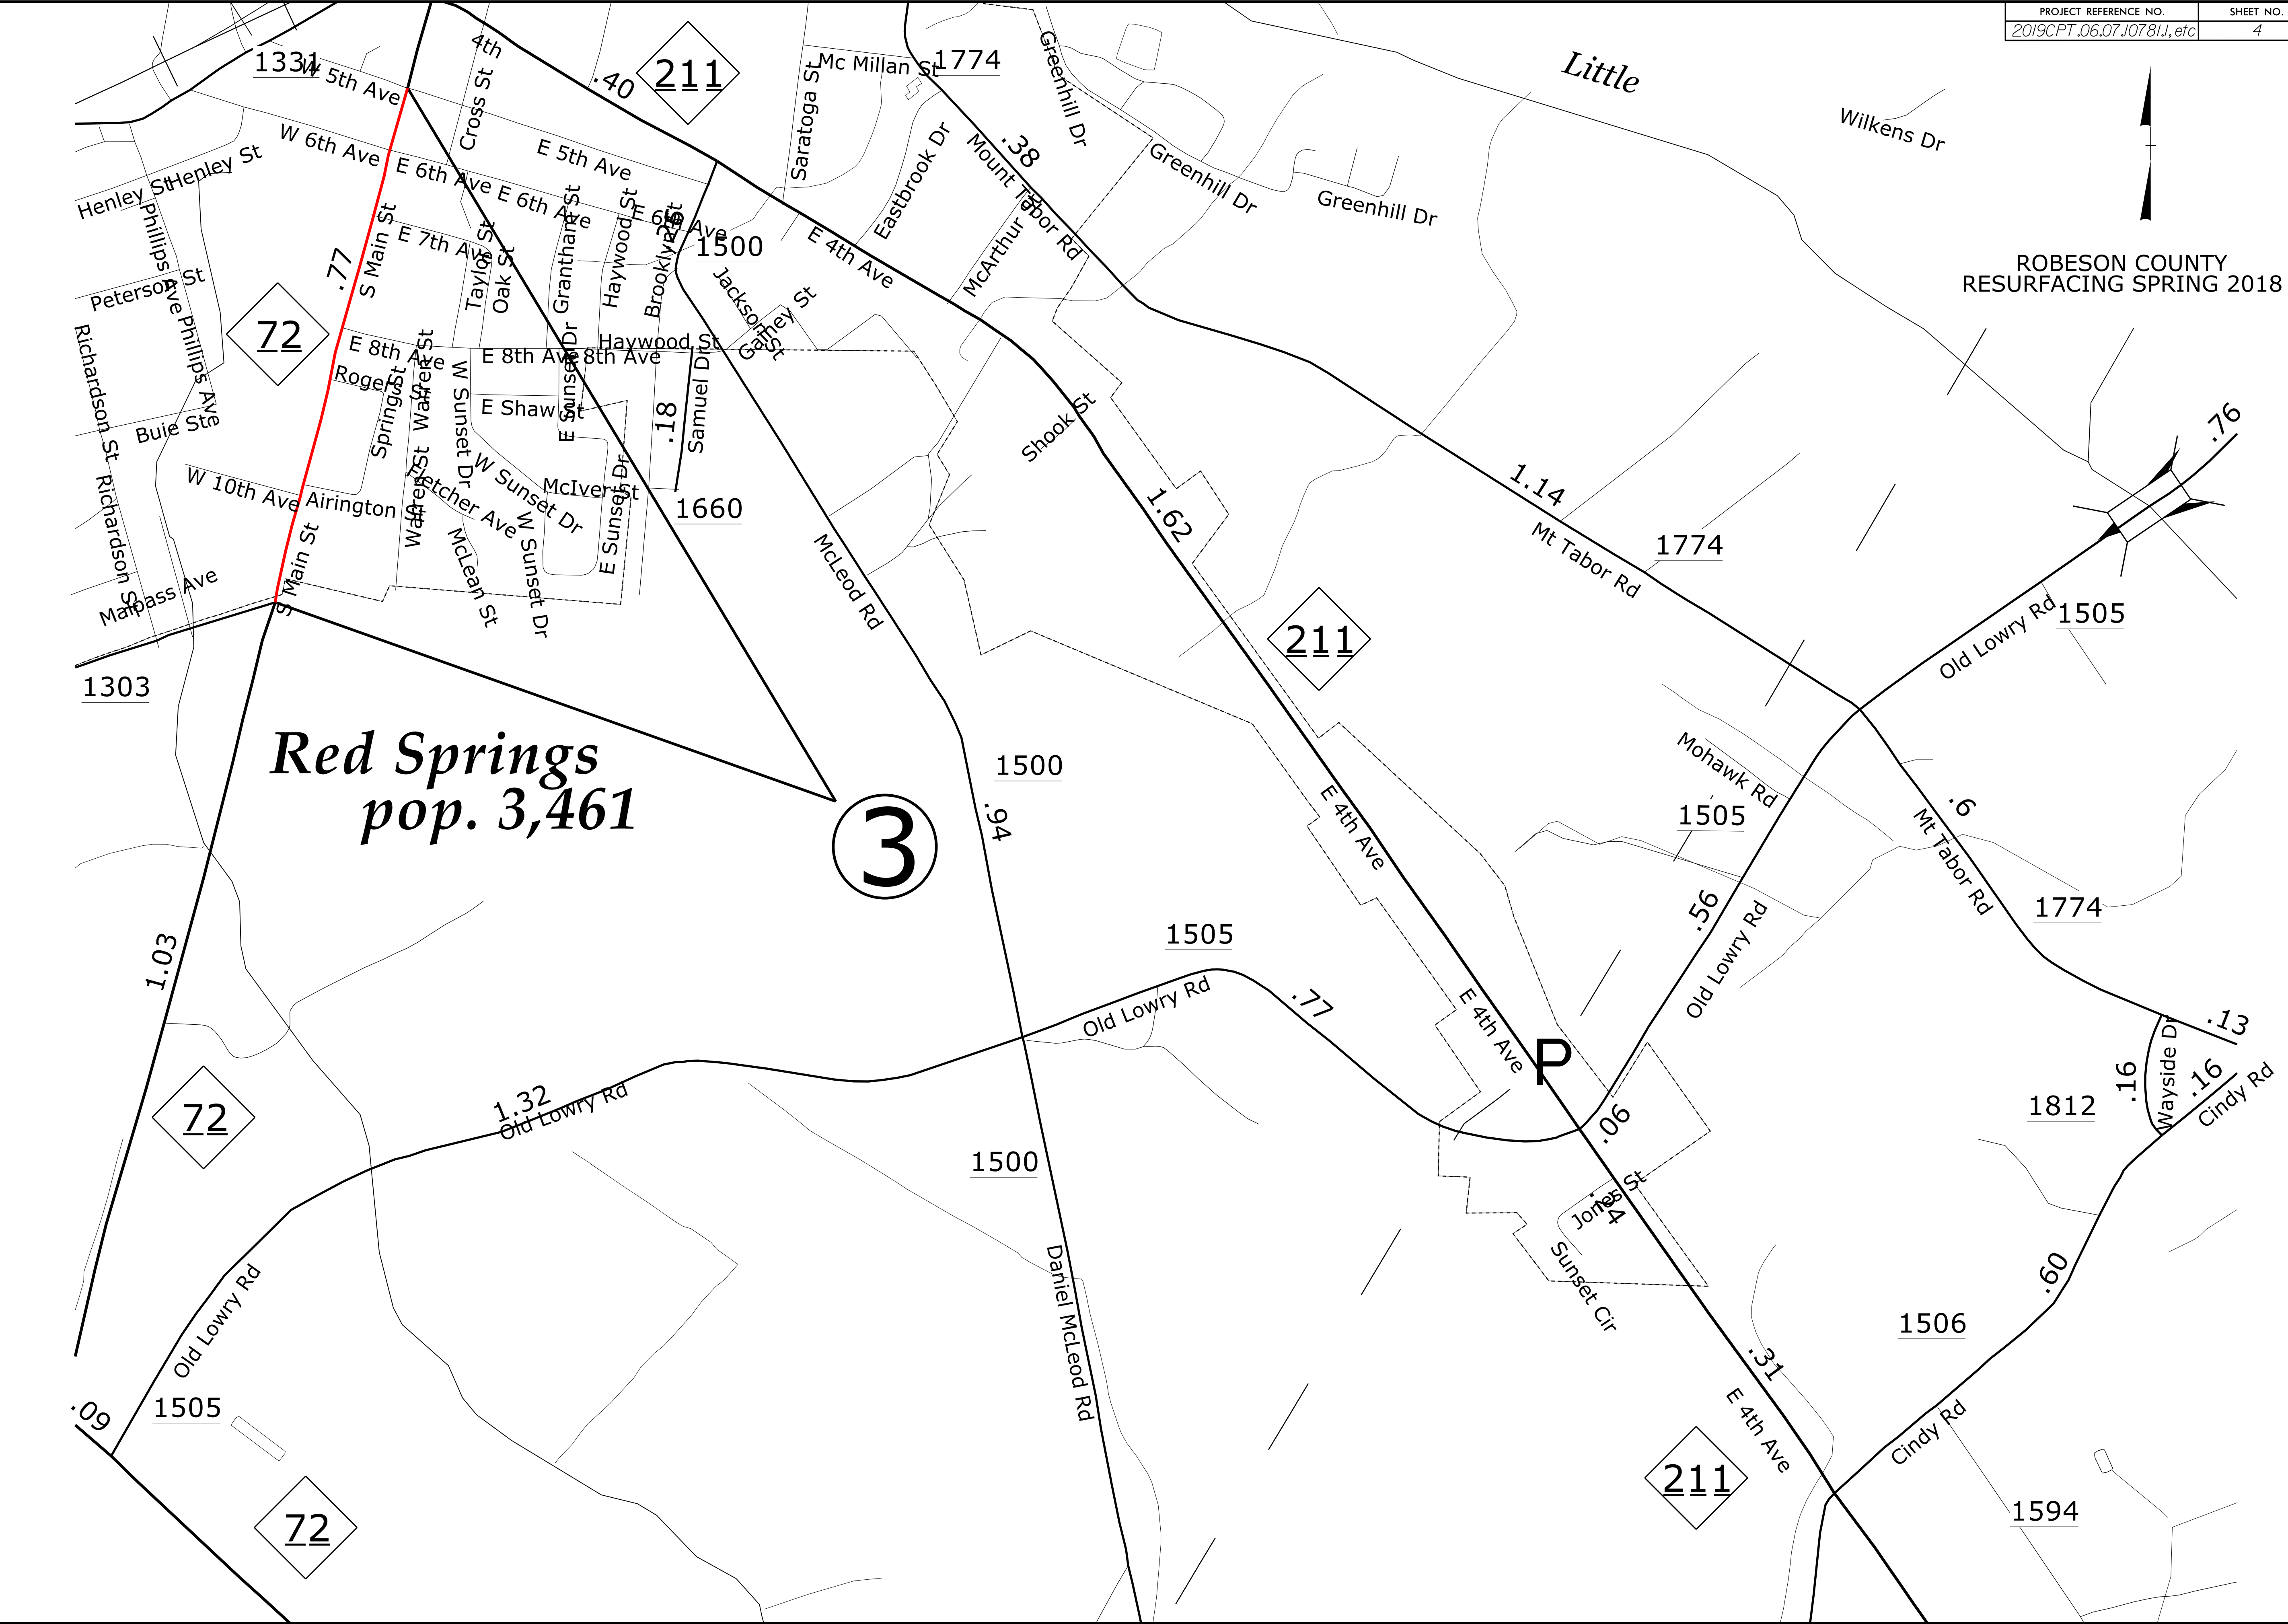 PROJECT REFERENCE NO.
SHEET NO.
2019CPT.06.07.10781.1, etc
4
ROBESON COUNTY
RESURFACING SPRING 2018
Little
Wilkens Dr
1331
W 5th Ave
4th
Cross St
.40
211
Mc Millan St
1774
Saratoga St
Greenhill Dr
Greenhill Dr
Greenhill Dr
.38
Mount Tabor Rd
Eastbrook Dr
McArthur St
E 4th Ave
W 6th Ave
E 5th Ave
E 6th Ave
E 6th Ave
E 6th Ave
Henley St
Henley St
Phillips Ave
Phillips Ave
Peterson St
.77
S Main St
E 7th Ave
Taylor St
Oak St
Grantham St
Haywood St
Brooklyn St
.26
1500
Jackson St
Gainey St
72
E 8th Ave
E 8th Ave
8th Ave
Haywood St
Rogers St
Spring St
Warren St
Warren St
W Sunset Dr
E Sunset Dr
E Shaw St
.18
Samuel Dr
Richardson St
Richardson St
Buie St
W 10th Ave
Airington St
Fletcher Ave
W Sunset Dr
McIver St
E Sunset Dr
W Sunset Dr
McLean St
1660
S Main St
Malpass Ave
1303
McLeod Rd
Shook St
1.62
1.14
Mt Tabor Rd
1774
.76
1505
Old Lowry Rd
211
Red Springs
pop. 3,461
3
1500
.94
E 4th Ave
Mohawk Rd
1505
.6
Mt Tabor Rd
1774
.56
Old Lowry Rd
1.03
1505
Old Lowry Rd
.77
E 4th Ave
P
.06
.13
Wayside Dr
.16
.16
Cindy Rd
1812
72
1.32
Old Lowry Rd
1500
Jones St
Sunset Cir
Daniel McLeod Rd
.60
1506
Old Lowry Rd
.31
E 4th Ave
.09
1505
Cindy Rd
211
1594
72